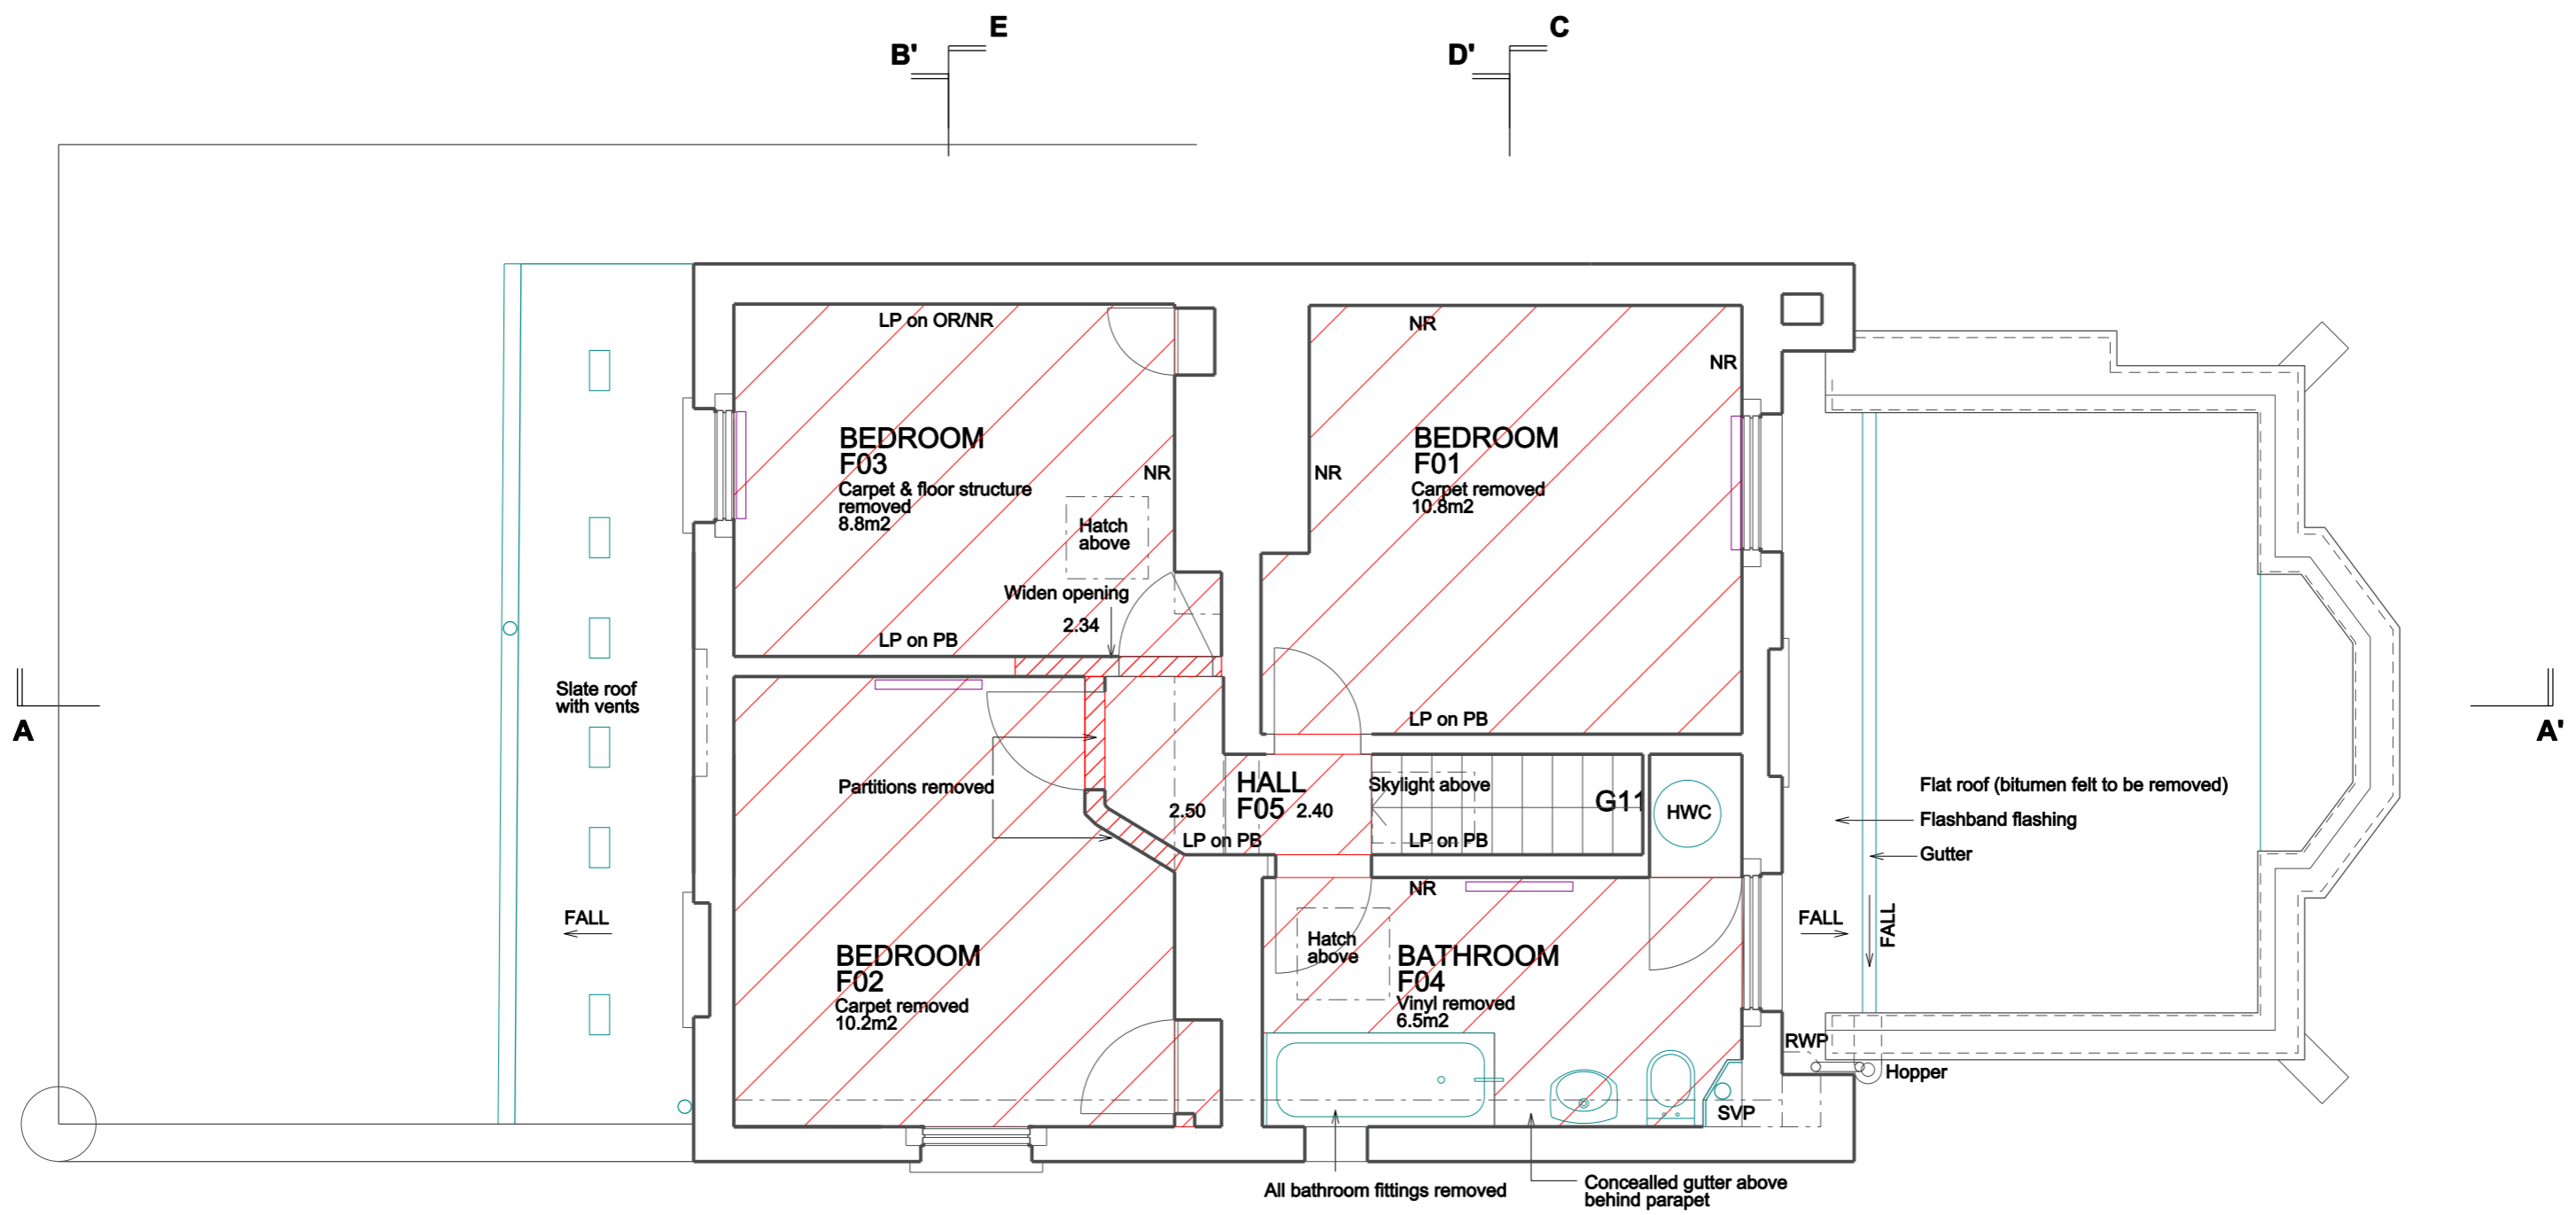 E
C
B'
D'
LP on OR/NR
NR
NR
BEDROOM
F03
Carpet & floor structure
removed
8.8m2
NR
Hatch
above
Widen opening
2.34
LP on PB
BEDROOM
F01
Carpet removed
10.8m2
NR
LP on PB
Slate roof
with vents
A
A'
Partitions removed
HALL
F05
2.50
2.40
LP on PB
Skylight above
G11
LP on PB
HWC
Flat roof (bitumen felt to be removed)
Flashband flashing
Gutter
FALL
NR
Hatch
above
BEDROOM
F02
Carpet removed
10.2m2
BATHROOM
F04
Vinyl removed
6.5m2
FALL
FALL
RWP
Hopper
SVP
All bathroom fittings removed
Concealled gutter above
behind parapet